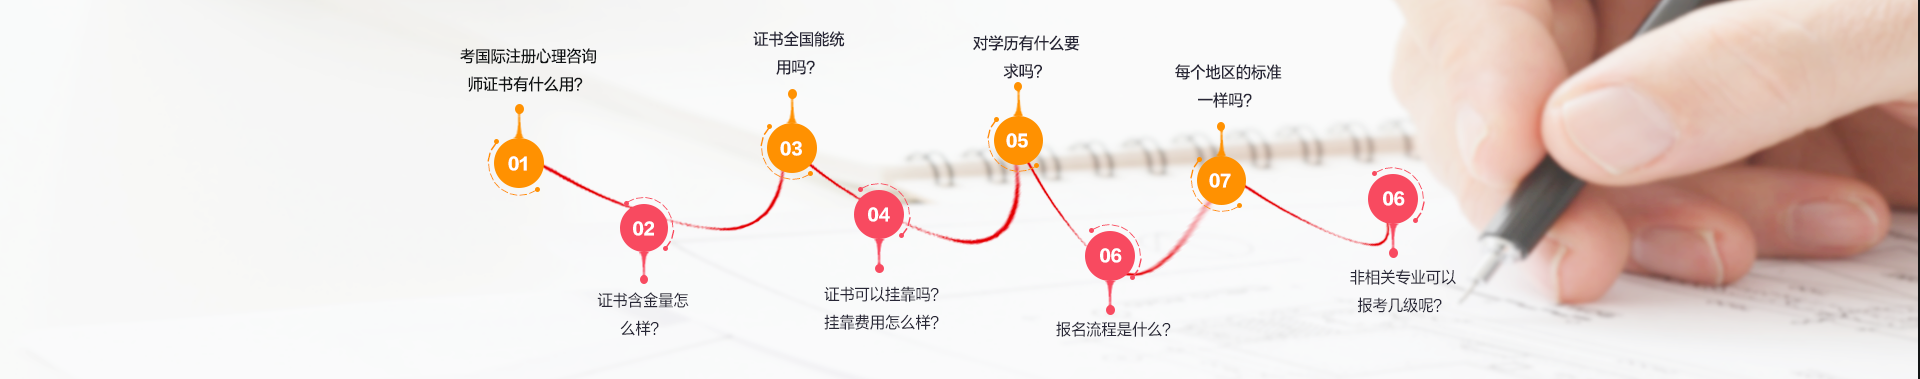 考国际注册心理咨询
师证书有什么用?
01
02
证书含金量怎
么样?
证书全国能统
用吗?
03
04
证书可以挂靠吗?
挂靠费用怎么样?
对学历有什么要
求吗?
05
06
报名流程是什么?
每个地区的标准
一样吗?
07
06
非相关专业可以
报考几级呢?